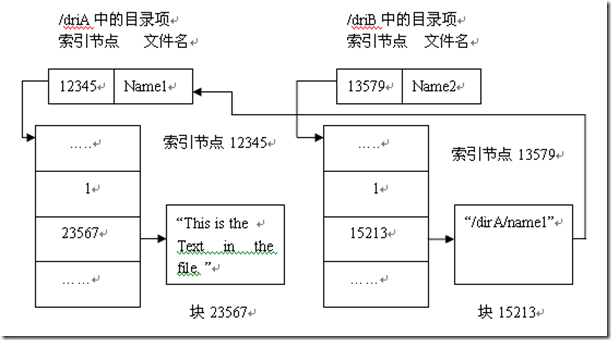 /driA 中的目录项
索引节点 文件名
12345 Name1
索引节点 12345
…..
1
23567
……
“This is the
Text in the
file. ”
块 23567
/driB 中的目录项
索引节点 文件名
13579 Name2
索引节点 13579
…..
1
15213
……
“/dirA/name1”
块 15213